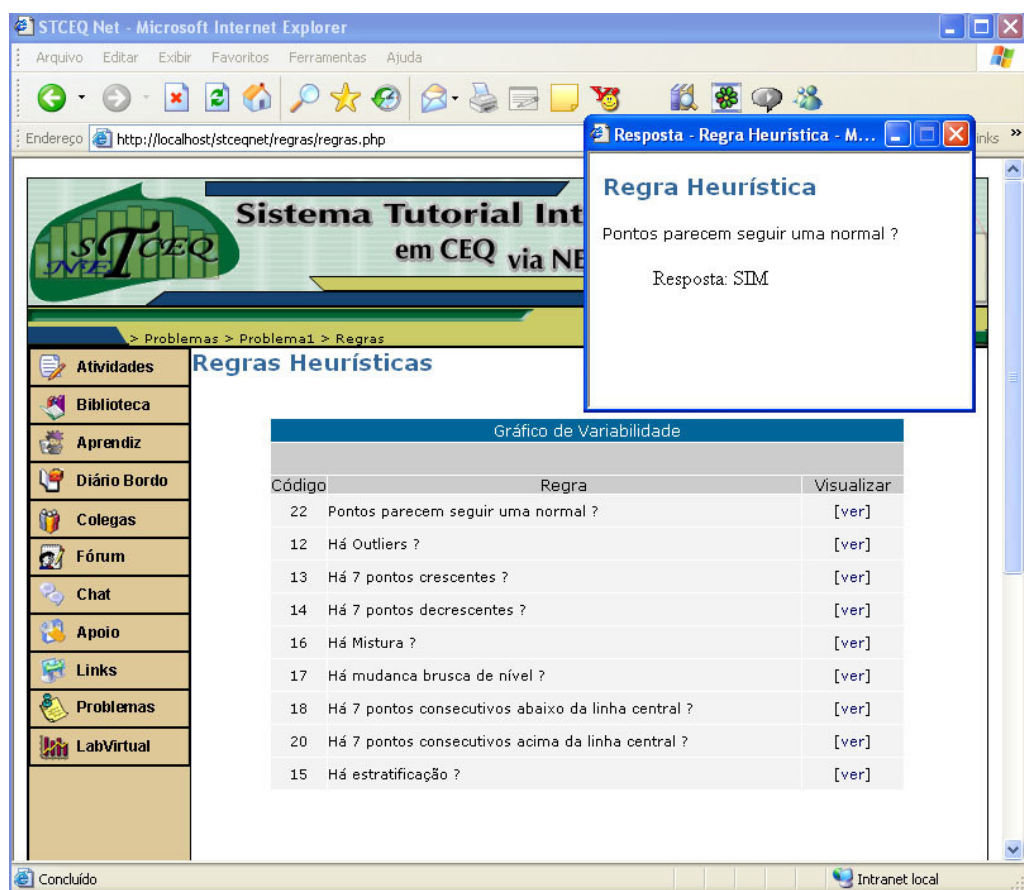 STCEQ Net - Microsoft Internet Explorer
Arquivo Editar Exibir Favoritos Ferramentas Ajuda
Endereço http://localhost/stceqnet/regras/regras.php
inks »
Resposta - Regra Heurística - M...
Regra Heurística
Pontos parecem seguir uma normal ?
Resposta: SIM
STCEQ
NET
Sistema Tutorial Int
em CEQ via NE
> Problemas > Problema1 > Regras
Atividades
Biblioteca
Aprendiz
Diário Bordo
Colegas
Fórum
Chat
Apoio
Links
Problemas
LabVirtual
Regras Heurísticas
Gráfico de Variabilidade
Código Regra Visualizar
22 Pontos parecem seguir uma normal ? [ver]
12 Há Outliers ? [ver]
13 Há 7 pontos crescentes ? [ver]
14 Há 7 pontos decrescentes ? [ver]
16 Há Mistura ? [ver]
17 Há mudanca brusca de nível ? [ver]
18 Há 7 pontos consecutivos abaixo da linha central ? [ver]
20 Há 7 pontos consecutivos acima da linha central ? [ver]
15 Há estratificação ? [ver]
Concluído
Intranet local